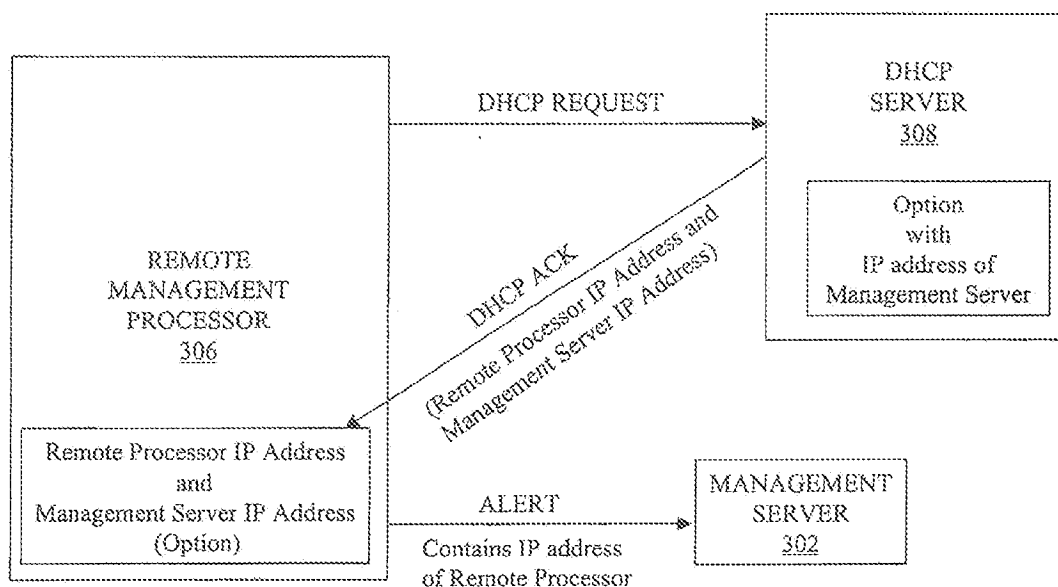 DHCP REQUEST
DHCP
SERVER
308
Option
with
IP address of
Management Server
DHCP ACK
(Remote Processor IP Address and
Management Server IP Address)
REMOTE
MANAGEMENT
PROCESSOR
306
Remote Processor IP Address
and
Management Server IP Address
(Option)
ALERT
Contains IP address
of Remote Processor
MANAGEMENT
SERVER
302